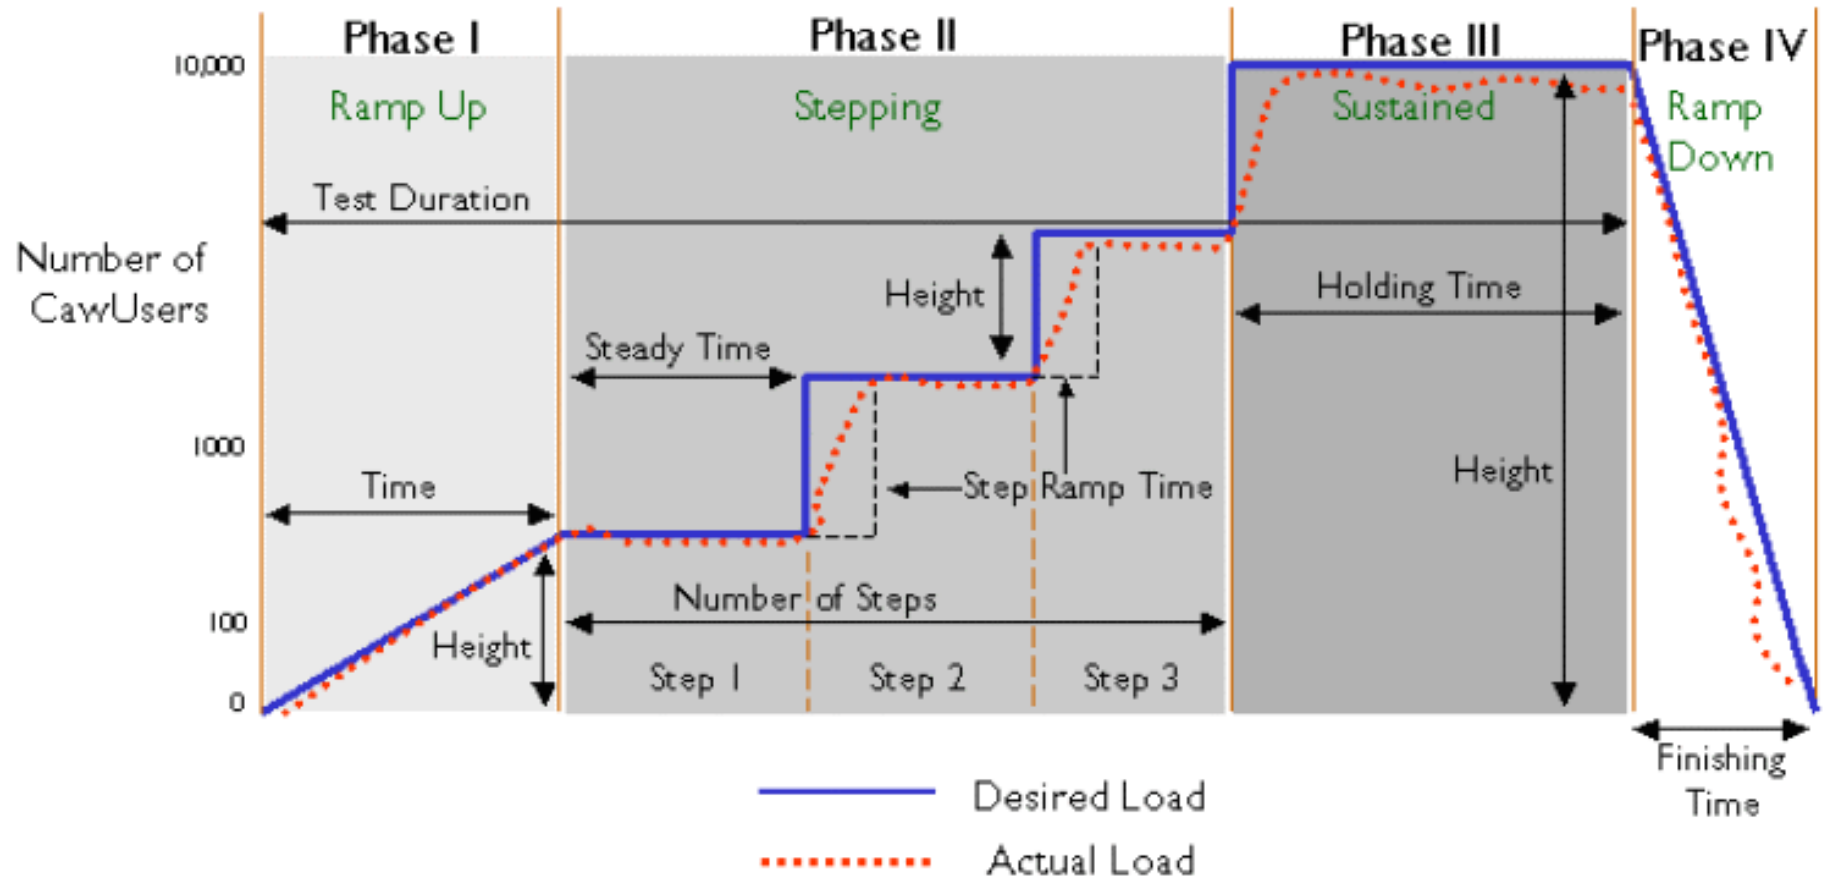 Phase I
Phase II
Phase III
Phase IV
10,000
Ramp Up
Stepping
Sustained
Ramp
Down
Test Duration
Number of
CawUsers
Height
Holding Time
Steady Time
1000
Time
Step Ramp Time
Height
Number of Steps
100
Height
Step 1
Step 2
Step 3
0
Finishing
Time
Desired Load
Actual Load